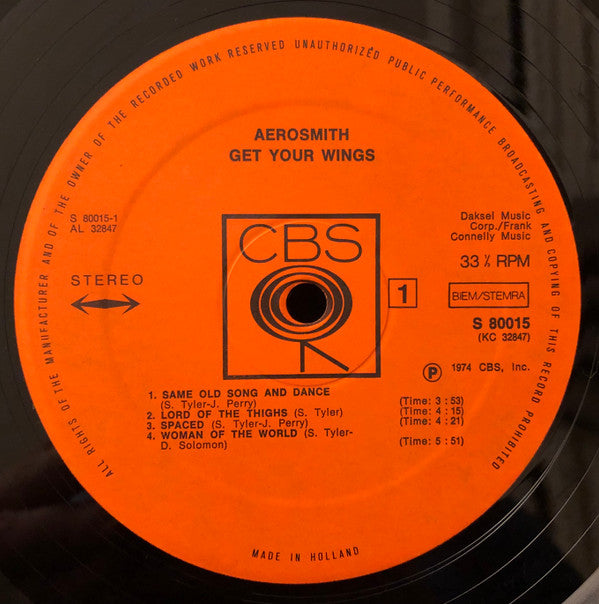 ALL RIGHTS OF THE MANUFACTURER AND OF THE OWNER OF THE RECORDED WORK RESERVED UNAUTHORIZED PUBLIC PERFORMANCE BROADCASTING AND COPYING OF THIS RECORD PROHIBITED
AEROSMITH
GET YOUR WINGS
S 80015-1
AL 32847
STEREO
CBS
1
Daksel Music
Corp./Frank
Connelly Music
33 ⅓ RPM
BIEM/STEMRA
S 80015
(KC 32847)
℗ 1974 CBS, Inc.
1. SAME OLD SONG AND DANCE
(S. Tyler-J. Perry) (Time: 3 : 53)
2. LORD OF THE THIGHS (S. Tyler) (Time: 4 : 15)
3. SPACED (S. Tyler-J. Perry) (Time: 4 : 21)
4. WOMAN OF THE WORLD (S. Tyler-
D. Solomon) (Time: 5 : 51)
MADE IN HOLLAND